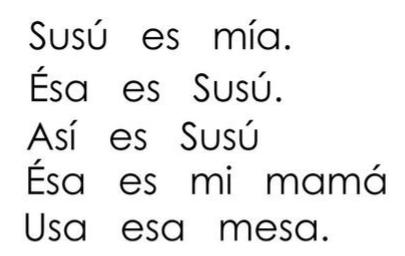 Susú es mía.
Ésa es Susú.
Así es Susú
Ésa es mi mamá
Usa esa mesa.